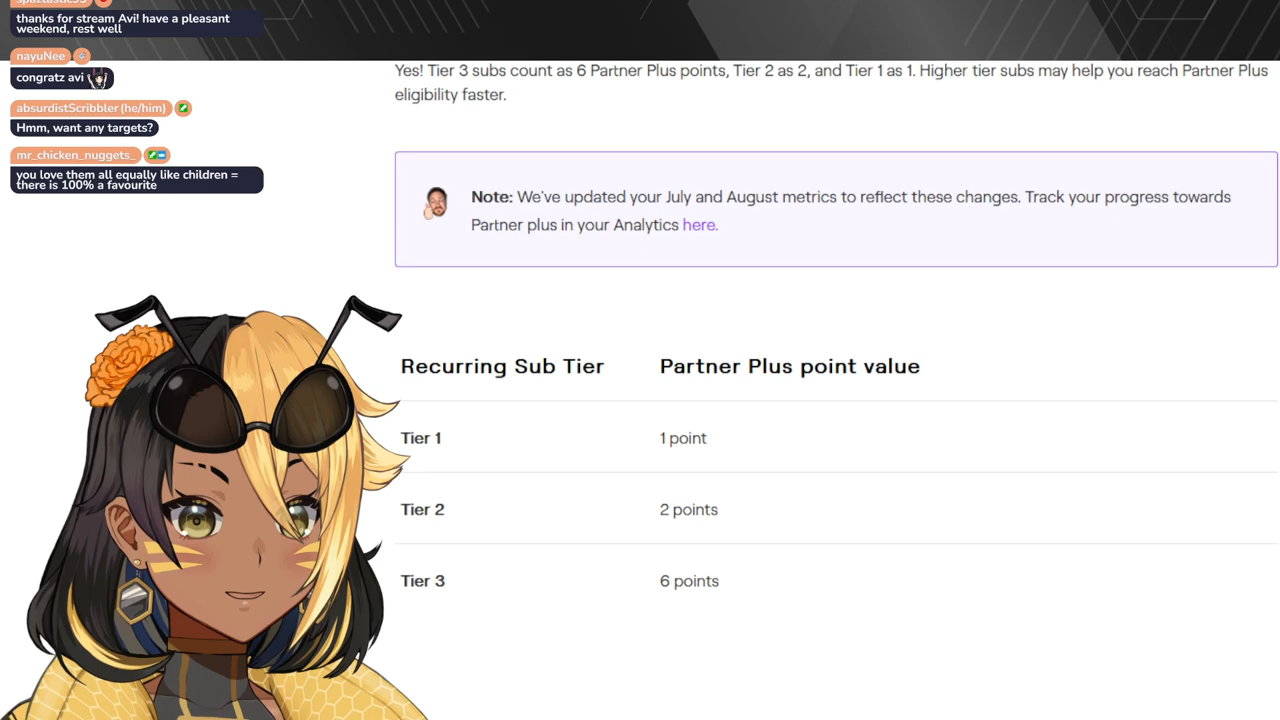 thanks for stream Avi! have a pleasant
weekend, rest well
nayuNee
congratz avi
absurdistScribbler (he/him)
Hmm, want any targets?
mr_chicken_nuggets_
you love them all equally like children =
there is 100% a favourite
Yes! Tier 3 subs count as 6 Partner Plus points, Tier 2 as 2, and Tier 1 as 1. Higher tier subs may help you reach Partner Plus
eligibility faster.
Note: We've updated your July and August metrics to reflect these changes. Track your progress towards
Partner plus in your Analytics here.
Recurring Sub Tier Partner Plus point value
Tier 1 1 point
Tier 2 2 points
Tier 3 6 points